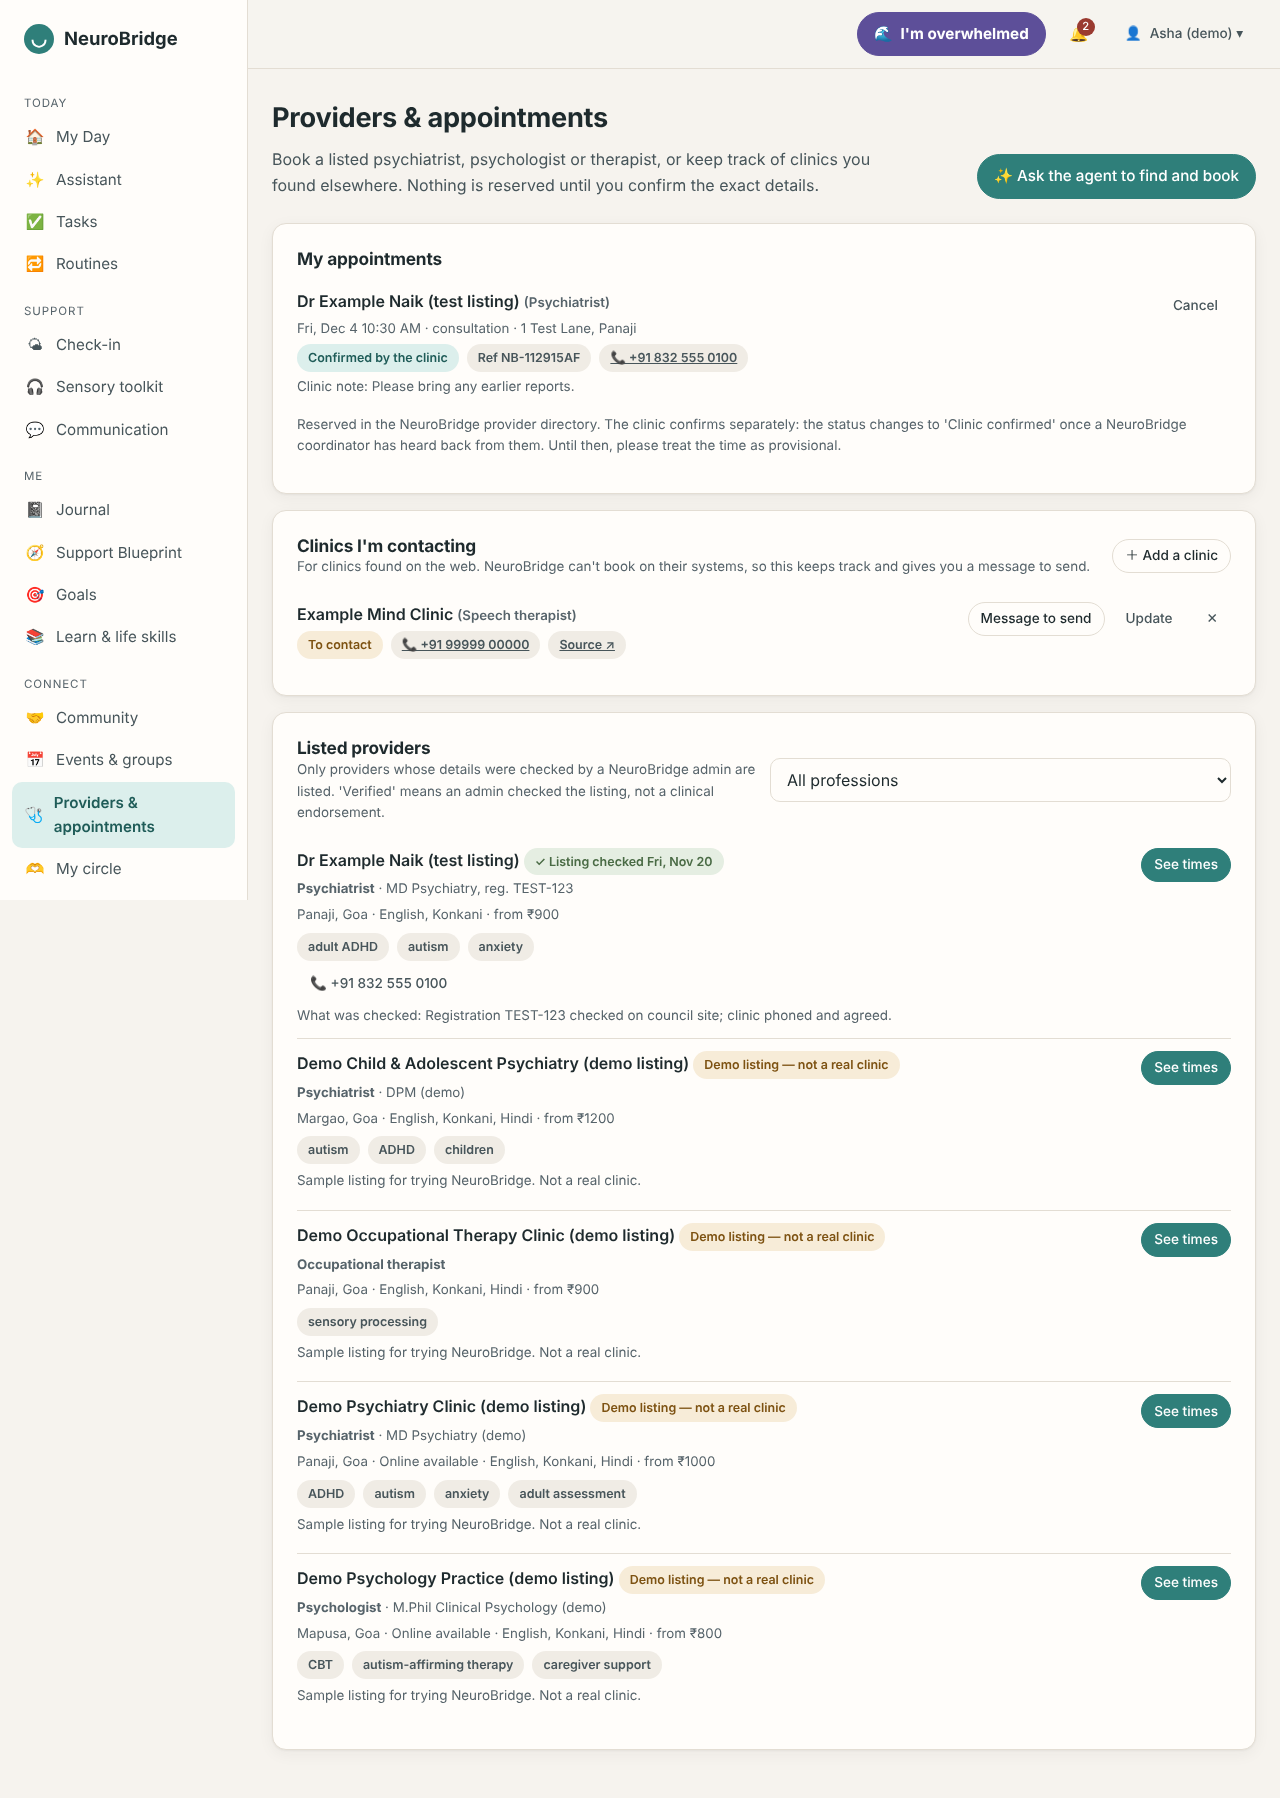 NeuroBridge
TODAY
My Day
Assistant
Tasks
Routines
SUPPORT
Check-in
Sensory toolkit
Communication
ME
Journal
Support Blueprint
Goals
Learn & life skills
CONNECT
Community
Events & groups
Providers &
appointments
My circle
I'm overwhelmed
2
Asha (demo) ▾
Providers & appointments
Book a listed psychiatrist, psychologist or therapist, or keep track of clinics you
found elsewhere. Nothing is reserved until you confirm the exact details.
✨ Ask the agent to find and book
My appointments
Dr Example Naik (test listing) (Psychiatrist)
Cancel
Fri, Dec 4 10:30 AM · consultation · 1 Test Lane, Panaji
Confirmed by the clinic
Ref NB-112915AF
📞 +91 832 555 0100
Clinic note: Please bring any earlier reports.
Reserved in the NeuroBridge provider directory. The clinic confirms separately: the status changes to 'Clinic confirmed' once a NeuroBridge
coordinator has heard back from them. Until then, please treat the time as provisional.
Clinics I'm contacting
For clinics found on the web. NeuroBridge can't book on their systems, so this keeps track and gives you a message to send.
+ Add a clinic
Example Mind Clinic (Speech therapist)
Message to send
Update
✕
To contact
📞 +91 99999 00000
Source ↗
Listed providers
Only providers whose details were checked by a NeuroBridge admin are
listed. 'Verified' means an admin checked the listing, not a clinical
endorsement.
All professions
Dr Example Naik (test listing) ✓ Listing checked Fri, Nov 20
See times
Psychiatrist · MD Psychiatry, reg. TEST-123
Panaji, Goa · English, Konkani · from ₹900
adult ADHD
autism
anxiety
📞 +91 832 555 0100
What was checked: Registration TEST-123 checked on council site; clinic phoned and agreed.
Demo Child & Adolescent Psychiatry (demo listing) Demo listing — not a real clinic
See times
Psychiatrist · DPM (demo)
Margao, Goa · English, Konkani, Hindi · from ₹1200
autism
ADHD
children
Sample listing for trying NeuroBridge. Not a real clinic.
Demo Occupational Therapy Clinic (demo listing) Demo listing — not a real clinic
See times
Occupational therapist
Panaji, Goa · English, Konkani, Hindi · from ₹900
sensory processing
Sample listing for trying NeuroBridge. Not a real clinic.
Demo Psychiatry Clinic (demo listing) Demo listing — not a real clinic
See times
Psychiatrist · MD Psychiatry (demo)
Panaji, Goa · Online available · English, Konkani, Hindi · from ₹1000
ADHD
autism
anxiety
adult assessment
Sample listing for trying NeuroBridge. Not a real clinic.
Demo Psychology Practice (demo listing) Demo listing — not a real clinic
See times
Psychologist · M.Phil Clinical Psychology (demo)
Mapusa, Goa · Online available · English, Konkani, Hindi · from ₹800
CBT
autism-affirming therapy
caregiver support
Sample listing for trying NeuroBridge. Not a real clinic.